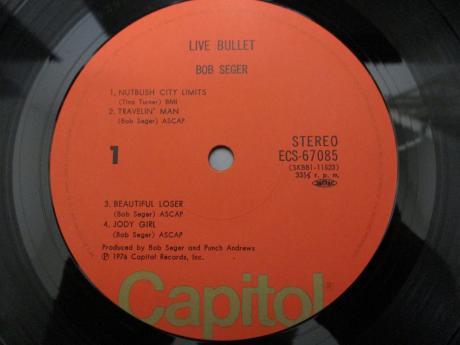 LIVE BULLET
BOB SEGER
1. NUTBUSH CITY LIMITS
(Tina Turner) BMI
2. TRAVELIN' MAN
(Bob Seger) ASCAP
1
STEREO
ECS-67085
(SKBB1-11523)
33⅓ r. p. m.
3. BEAUTIFUL LOSER
(Bob Seger) ASCAP
4. JODY GIRL
(Bob Seger) ASCAP
Produced by Bob Seger and Punch Andrews
Ⓟ 1976 Capitol Records, Inc.
Capitol®